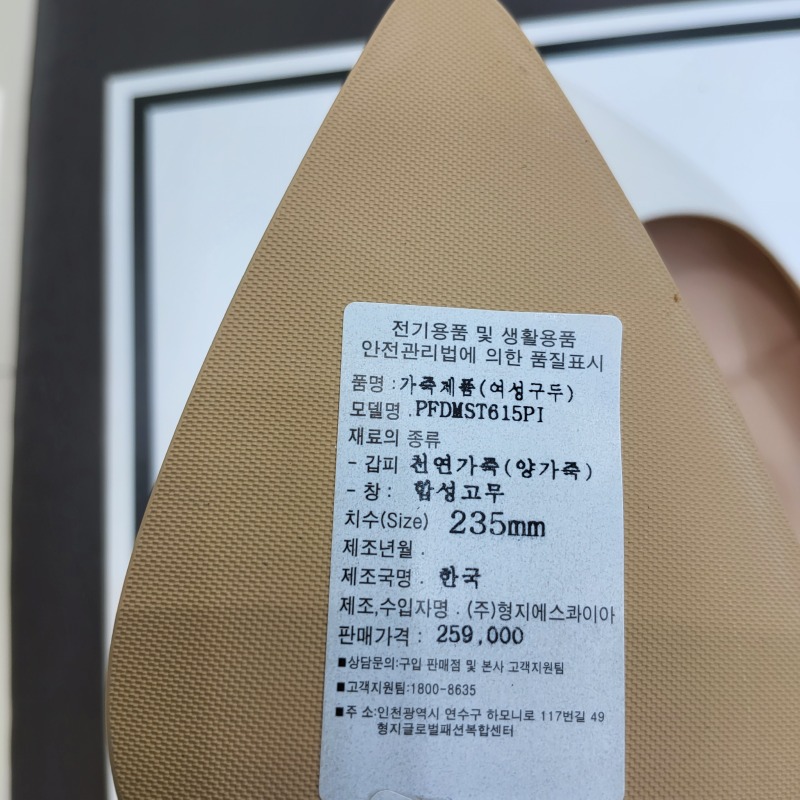 전기용품 및 생활용품
안전관리법에 의한 품질표시
품명 : 가죽제품(여성구두)
모델명 . PFDMST615PI
재료의 종류
- 갑피 천연가죽(양가죽)
- 창 : 합성고무
치수(Size) 235mm
제조년월 .
제조국명 . 한국
제조,수입자명 . (주)형지에스콰이아
판매가격 : 259,000
■상담문의:구입 판매점 및 본사 고객지원팀
■고객지원팀:1800-8635
■주 소:인천광역시 연수구 하모니로 117번길 49
형지글로벌패션복합센터